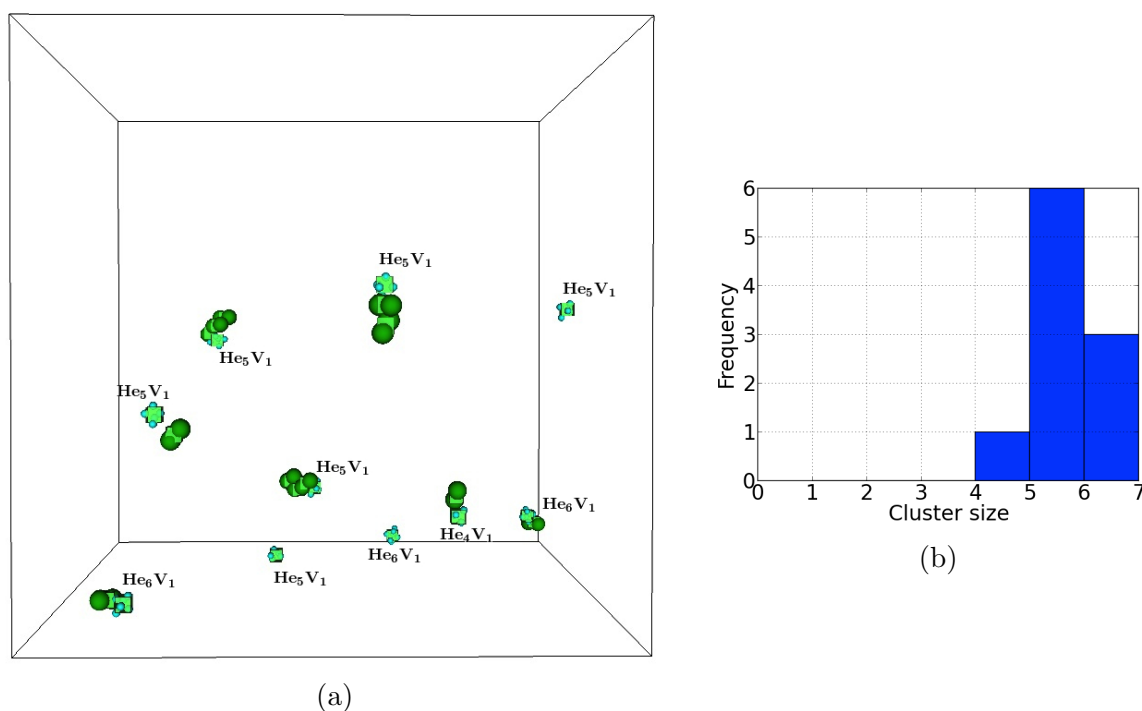 He₅V₁
He₅V₁
He₅V₁
He₅V₁
He₅V₁
He₆V₁
He₄V₁
He₆V₁
He₅V₁
He₆V₁
(a)
6
5
4
3
2
1
0
Frequency
0 1 2 3 4 5 6 7
Cluster size
(b)